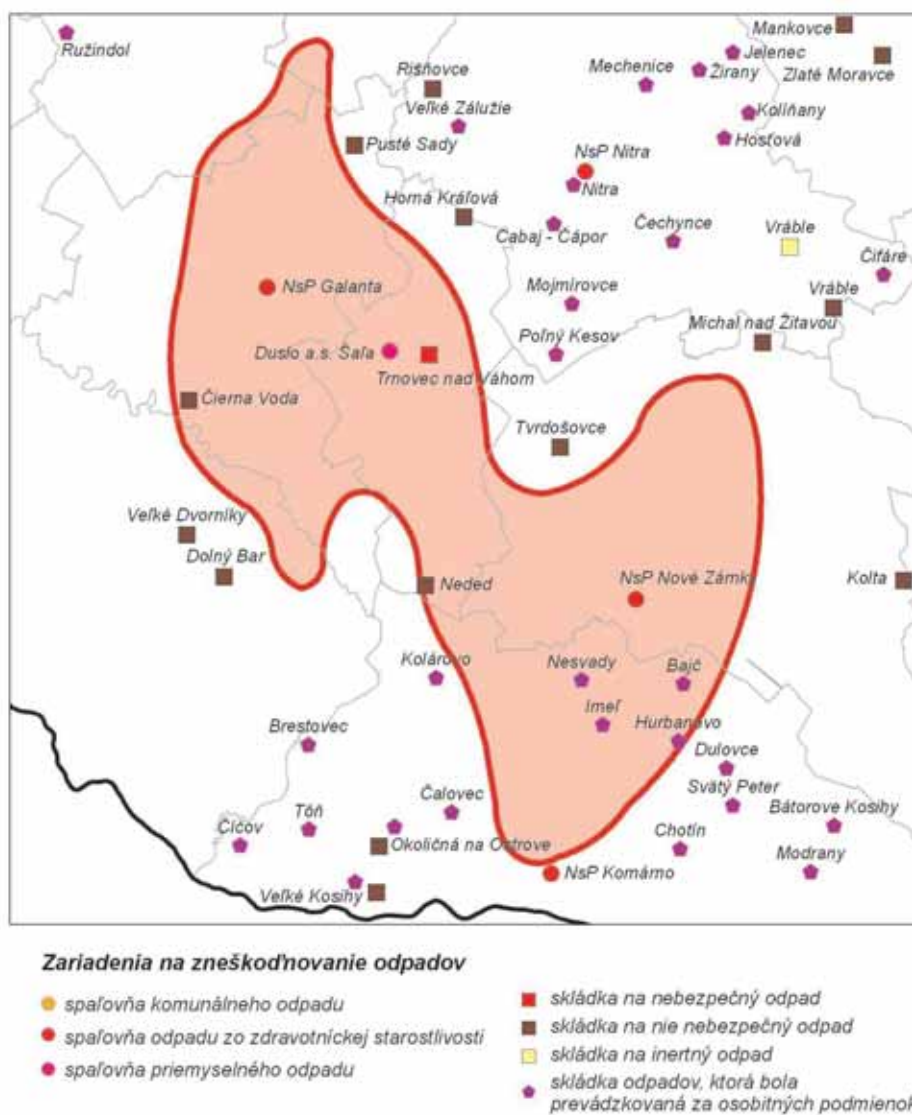 Mankovce
Ružindol
Jelenec
Rišňovce
Mechenice
Žirany
Zlaté Moravce
Veľké Zálužie
Kolíňany
Pusté Sady
Hosťová
NsP Nitra
Nitra
Horná Kráľová
Cabaj - Čápor
Čechynce
Vráble
Čifáre
NsP Galanta
Mojmírovce
Vráble
Michal nad Žitavou
Poľný Kesov
Duslo a.s. Šaľa
Trnovec nad Váhom
Čierna Voda
Tvrdošovce
Veľké Dvorníky
Dolný Bar
Neded
NsP Nové Zámk
Kolta
Kolárovo
Nesvady
Bajč
Imeľ
Hurbanovo
Brestovec
Dulovce
Svätý Peter
Čalovec
Tôň
Bátorove Kosihy
Číčov
Okoličná na Ostrove
Chotín
Modrany
NsP Komárno
Veľké Kosihy
Zariadenia na zneškodňovanie odpadov
spaľovňa komunálneho odpadu
spaľovňa odpadu zo zdravotníckej starostlivosti
spaľovňa priemyselného odpadu
skládka na nebezpečný odpad
skládka na nie nebezpečný odpad
skládka na inertný odpad
skládka odpadov, ktorá bola
prevádzkovaná za osobitných podmienok